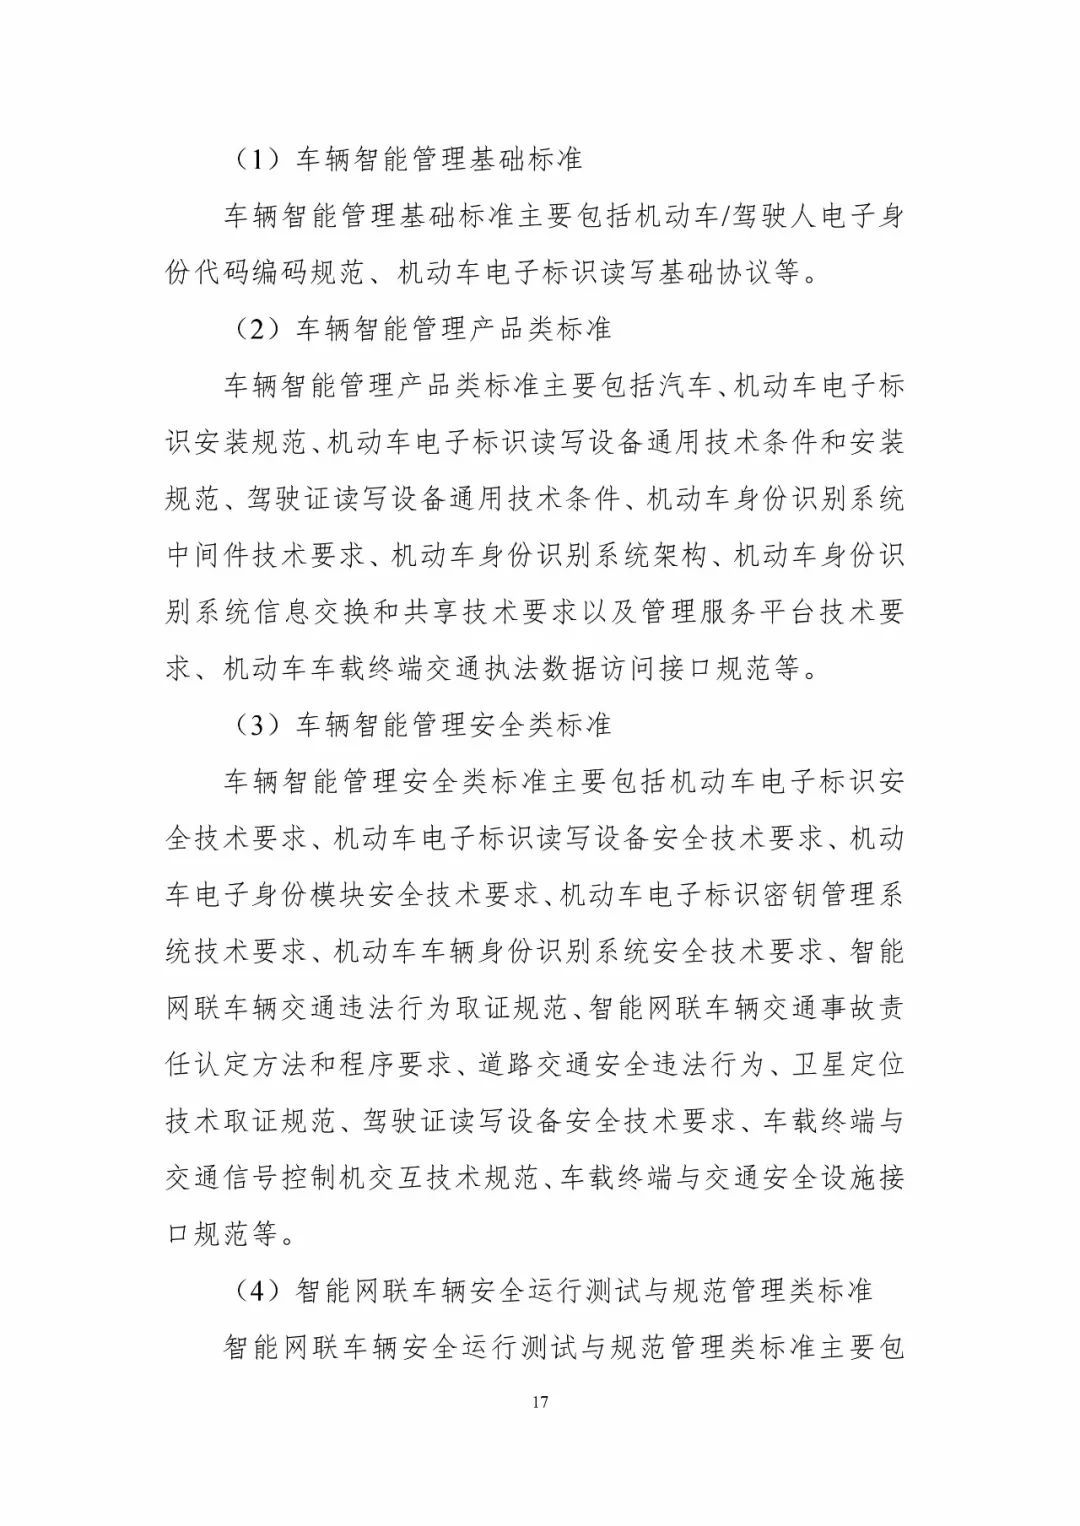 （1）车辆智能管理基础标准
车辆智能管理基础标准主要包括机动车/驾驶人电子身
份代码编码规范、机动车电子标识读写基础协议等。
（2）车辆智能管理产品类标准
车辆智能管理产品类标准主要包括汽车、机动车电子标
识安装规范、机动车电子标识读写设备通用技术条件和安装
规范、驾驶证读写设备通用技术条件、机动车身份识别系统
中间件技术要求、机动车身份识别系统架构、机动车身份识
别系统信息交换和共享技术要求以及管理服务平台技术要
求、机动车车载终端交通执法数据访问接口规范等。
（3）车辆智能管理安全类标准
车辆智能管理安全类标准主要包括机动车电子标识安
全技术要求、机动车电子标识读写设备安全技术要求、机动
车电子身份模块安全技术要求、机动车电子标识密钥管理系
统技术要求、机动车车辆身份识别系统安全技术要求、智能
网联车辆交通违法行为取证规范、智能网联车辆交通事故责
任认定方法和程序要求、道路交通安全违法行为、卫星定位
技术取证规范、驾驶证读写设备安全技术要求、车载终端与
交通信号控制机交互技术规范、车载终端与交通安全设施接
口规范等。
（4）智能网联车辆安全运行测试与规范管理类标准
智能网联车辆安全运行测试与规范管理类标准主要包
17